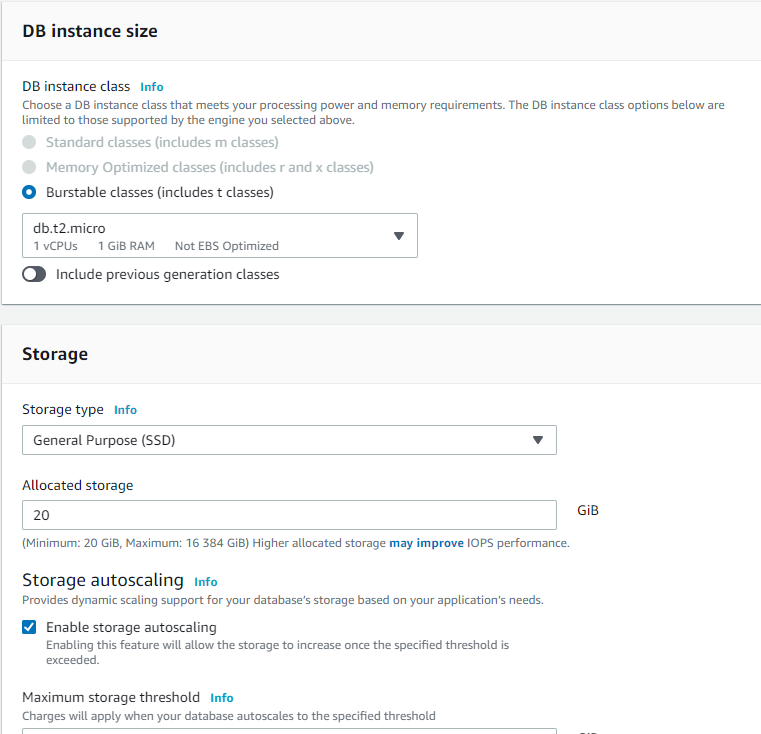 DB instance size
DB instance class Info
Choose a DB instance class that meets your processing power and memory requirements. The DB instance class options below are
limited to those supported by the engine you selected above.
Standard classes (includes m classes)
Memory Optimized classes (includes r and x classes)
Burstable classes (includes t classes)
db.t2.micro
1 vCPUs 1 GiB RAM Not EBS Optimized
Include previous generation classes
Storage
Storage type Info
General Purpose (SSD)
Allocated storage
20 GiB
(Minimum: 20 GiB, Maximum: 16 384 GiB) Higher allocated storage may improve IOPS performance.
Storage autoscaling Info
Provides dynamic scaling support for your database's storage based on your application's needs.
Enable storage autoscaling
Enabling this feature will allow the storage to increase once the specified threshold is
exceeded.
Maximum storage threshold Info
Charges will apply when your database autoscales to the specified threshold